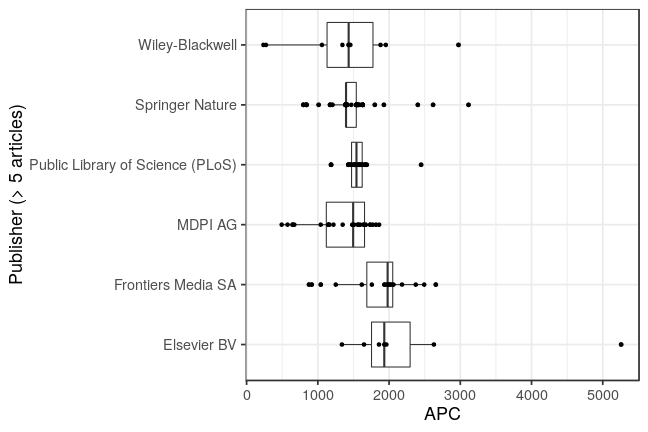 Publisher (> 5 articles)
Wiley-Blackwell
Springer Nature
Public Library of Science (PLoS)
MDPI AG
Frontiers Media SA
Elsevier BV
0 1000 2000 3000 4000 5000
APC